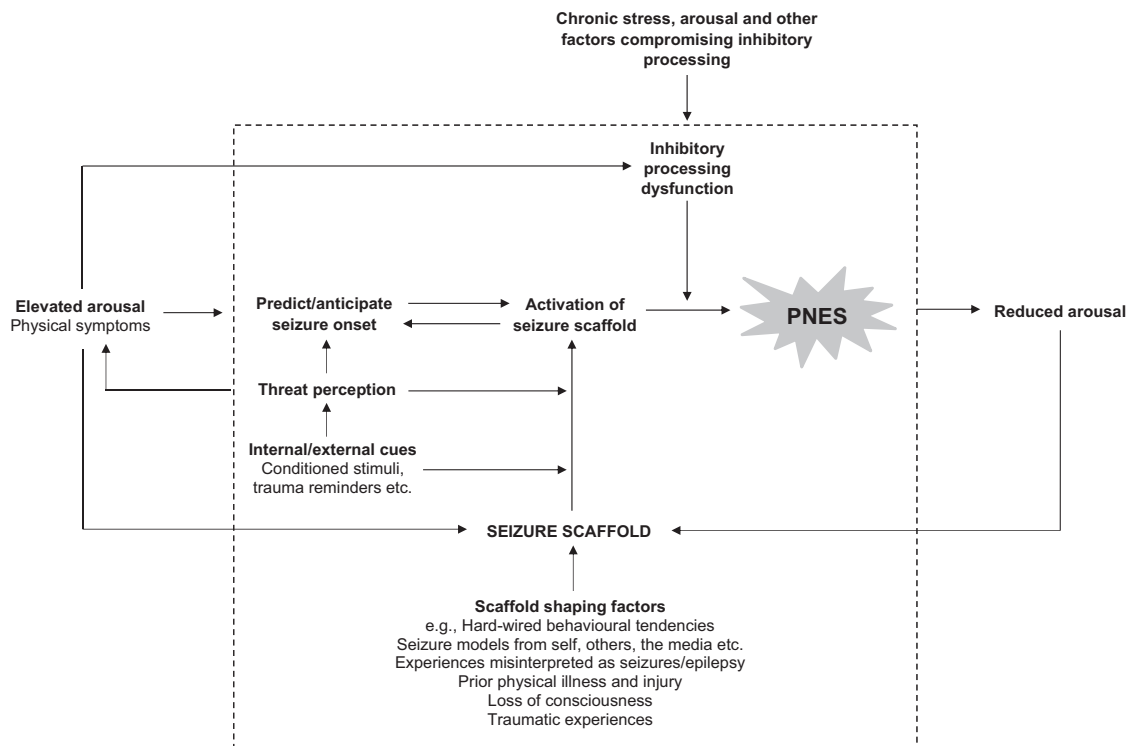 Chronic stress, arousal and other
factors compromising inhibitory
processing
Inhibitory
processing
dysfunction
Elevated arousal
Physical symptoms
Predict/anticipate
seizure onset
Activation of
seizure scaffold
PNES
Reduced arousal
Threat perception
Internal/external cues
Conditioned stimuli,
trauma reminders etc.
SEIZURE SCAFFOLD
Scaffold shaping factors
e.g., Hard-wired behavioural tendencies
Seizure models from self, others, the media etc.
Experiences misinterpreted as seizures/epilepsy
Prior physical illness and injury
Loss of consciousness
Traumatic experiences